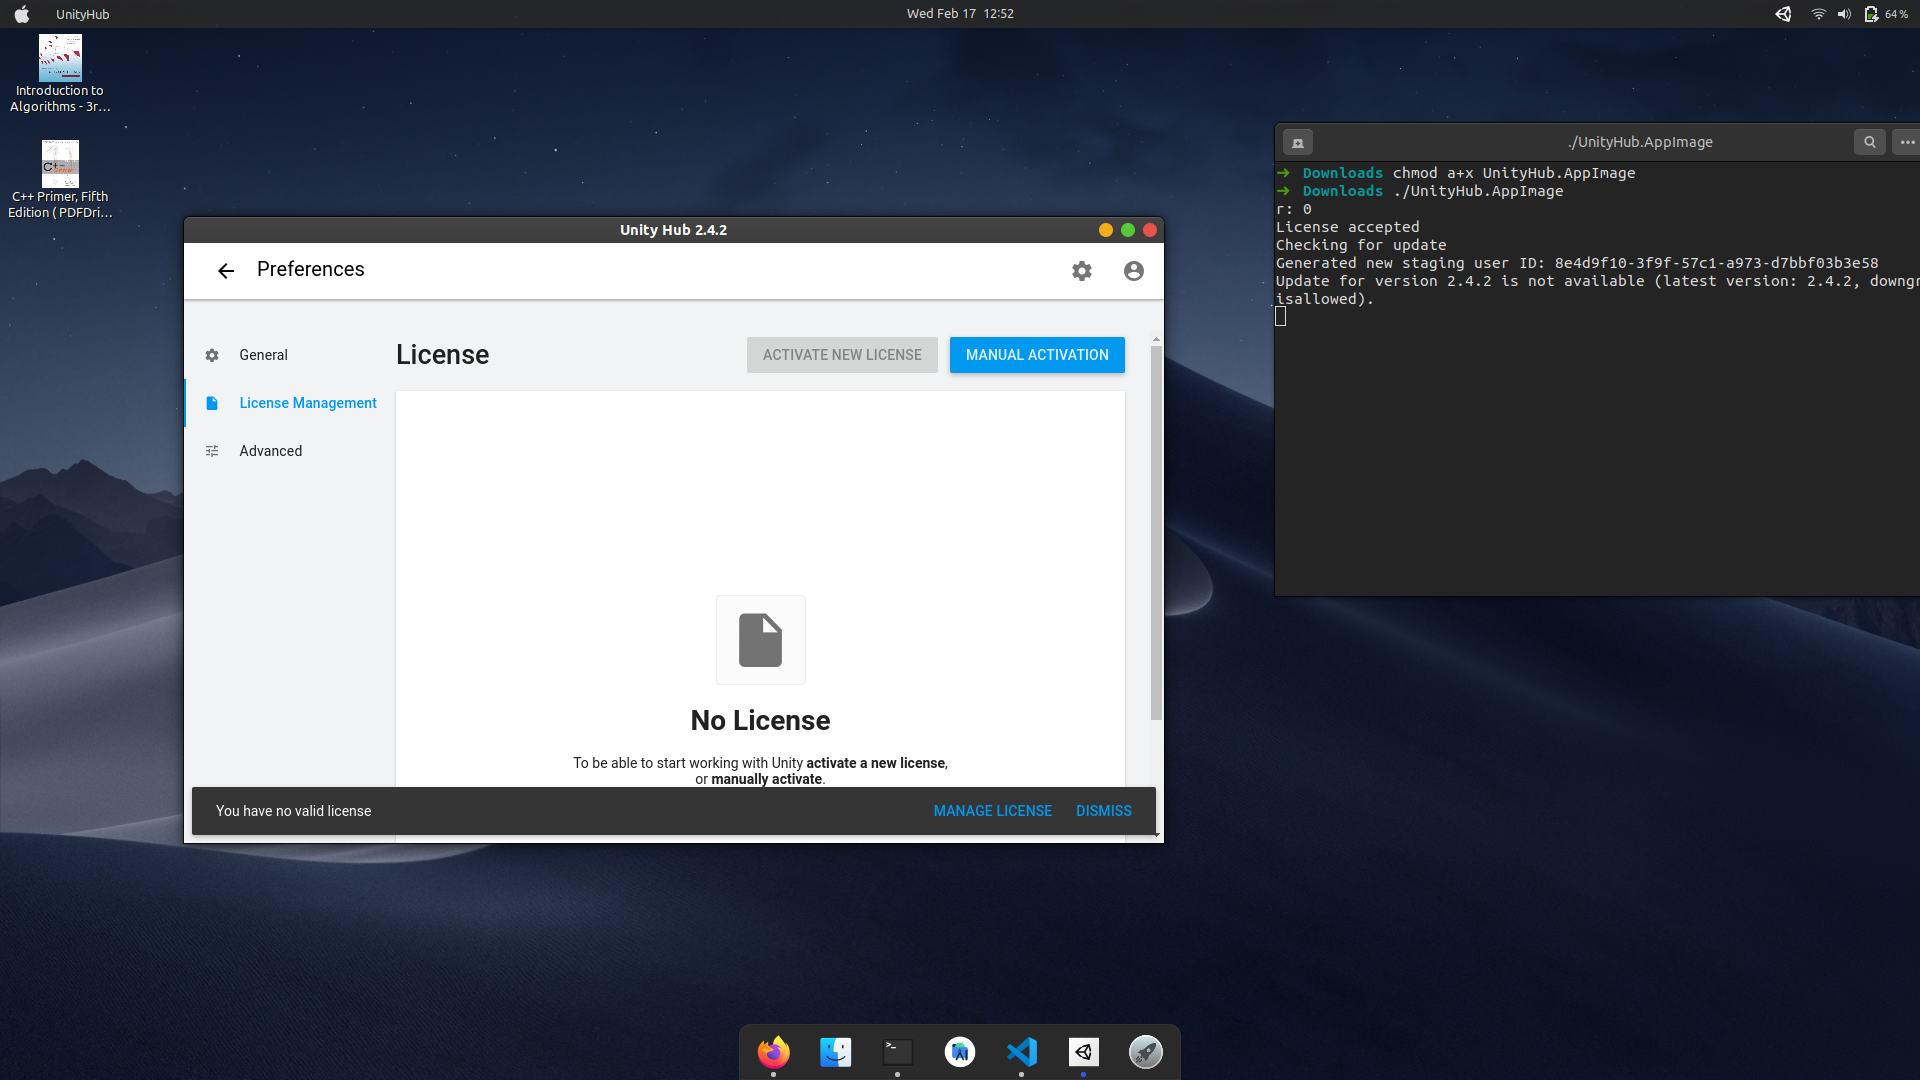 UnityHub
Wed Feb 17 12:52
64%
Introduction to
Algorithms - 3r...
C++ Primer, Fifth
Edition ( PDFDri...
Unity Hub 2.4.2
Preferences
General
License Management
Advanced
License
ACTIVATE NEW LICENSE
MANUAL ACTIVATION
No License
To be able to start working with Unity activate a new license,
or manually activate.
You have no valid license
MANAGE LICENSE
DISMISS
./UnityHub.AppImage
➜ Downloads chmod a+x UnityHub.AppImage
➜ Downloads ./UnityHub.AppImage
r: 0
License accepted
Checking for update
Generated new staging user ID: 8e4d9f10-3f9f-57c1-a973-d7bbf03b3e58
Update for version 2.4.2 is not available (latest version: 2.4.2, downgr
isallowed).